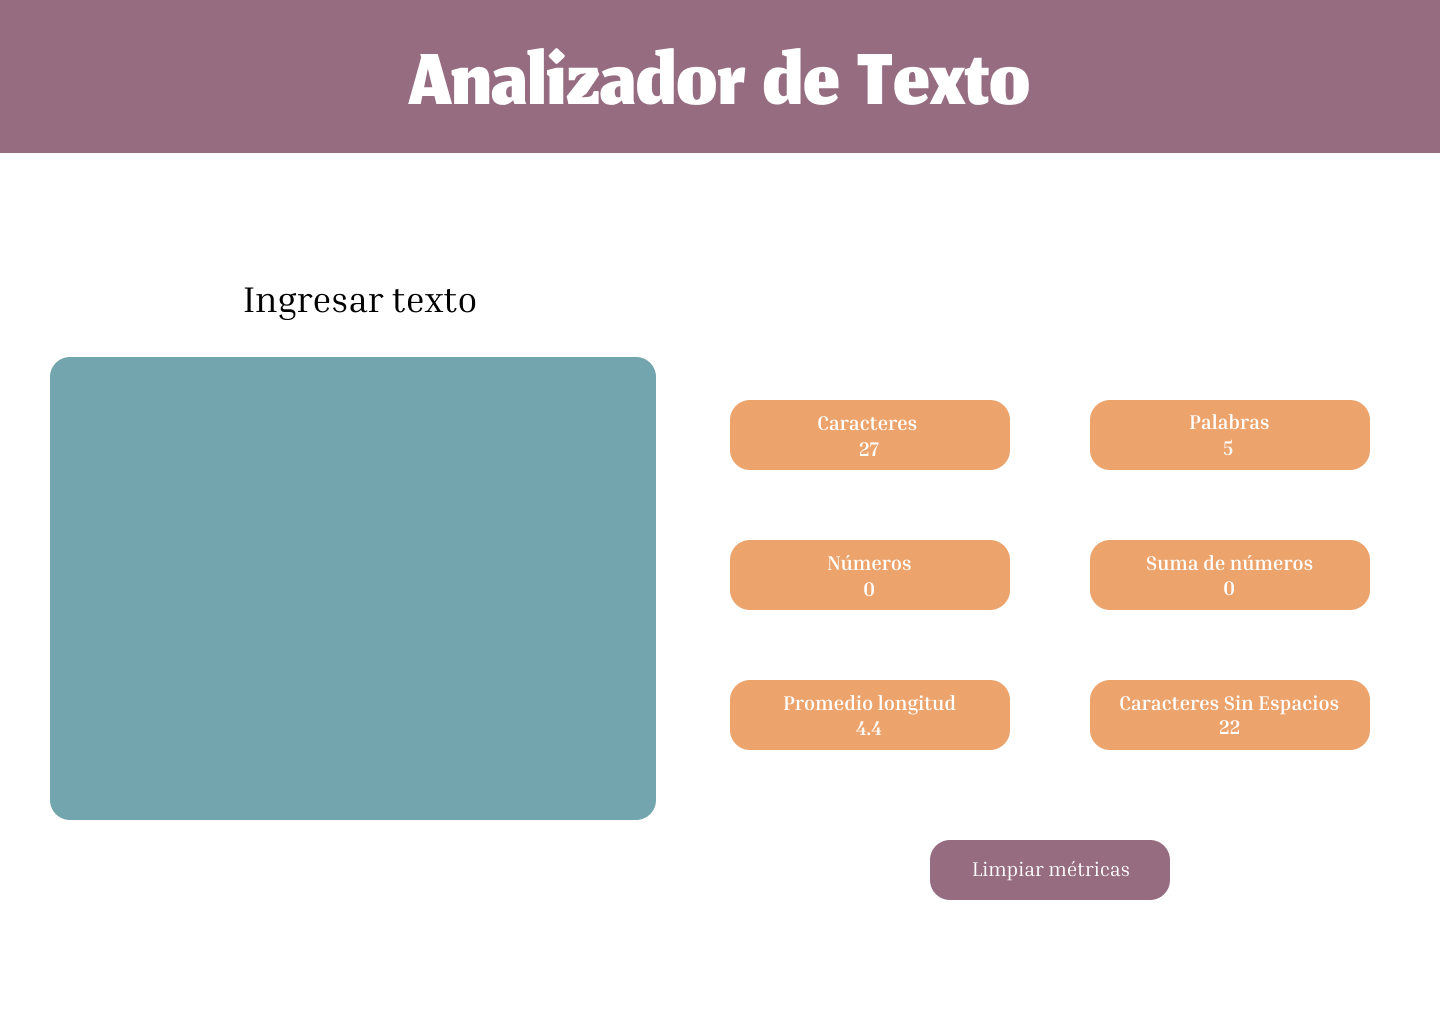 Analizador de Texto
Ingresar texto
Caracteres
27
Palabras
5
Números
0
Suma de números
0
Promedio longitud
4.4
Caracteres Sin Espacios
22
Limpiar métricas